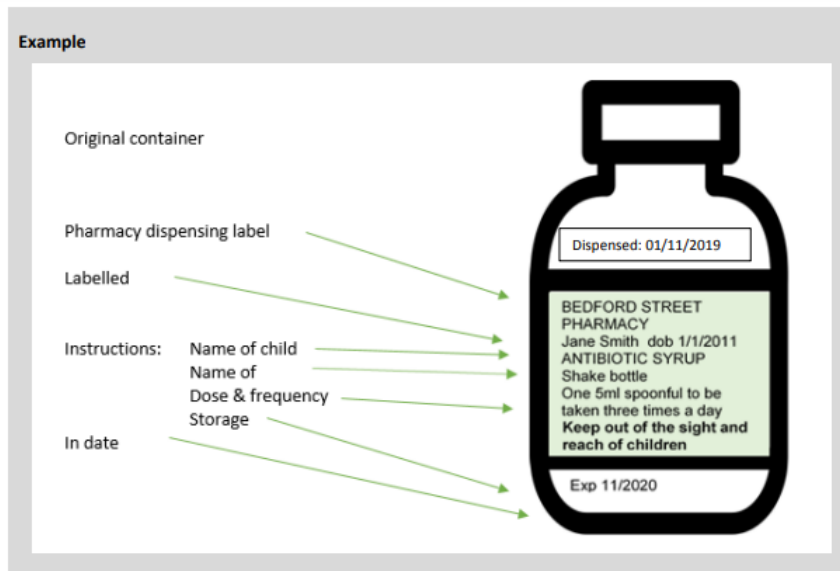 Example
Original container
Pharmacy dispensing label
Labelled
Instructions: Name of child
Name of
Dose & frequency
Storage
In date
Dispensed: 01/11/2019
BEDFORD STREET
PHARMACY
Jane Smith dob 1/1/2011
ANTIBIOTIC SYRUP
Shake bottle
One 5ml spoonful to be
taken three times a day
Keep out of the sight and
reach of children
Exp 11/2020